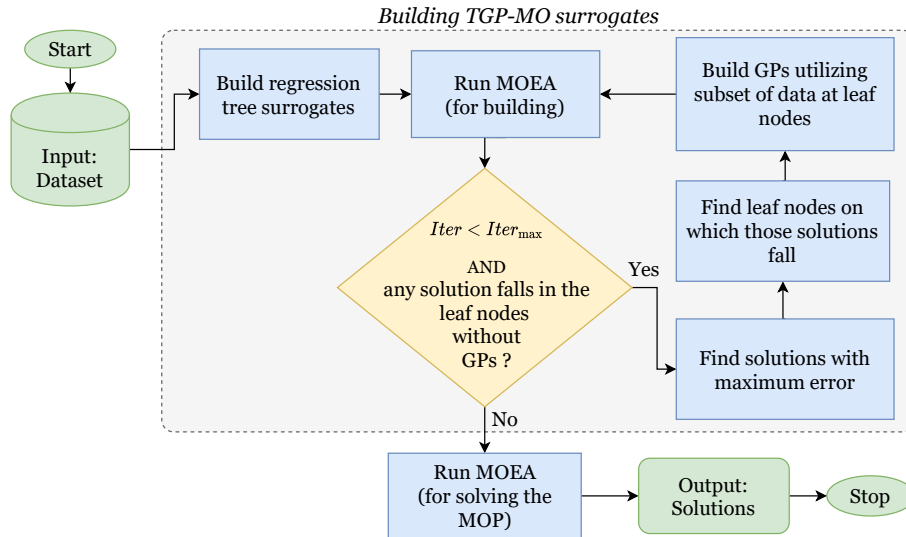 Building TGP-MO surrogates
Start
Input:
Dataset
Build regression
tree surrogates
Run MOEA
(for building)
Build GPs utilizing
subset of data at leaf
nodes
Find leaf nodes on
which those solutions
fall
Find solutions with
maximum error
Iter < Iter_max
AND
any solution falls in the
leaf nodes
without
GPs ?
Yes
No
Run MOEA
(for solving the
MOP)
Output:
Solutions
Stop